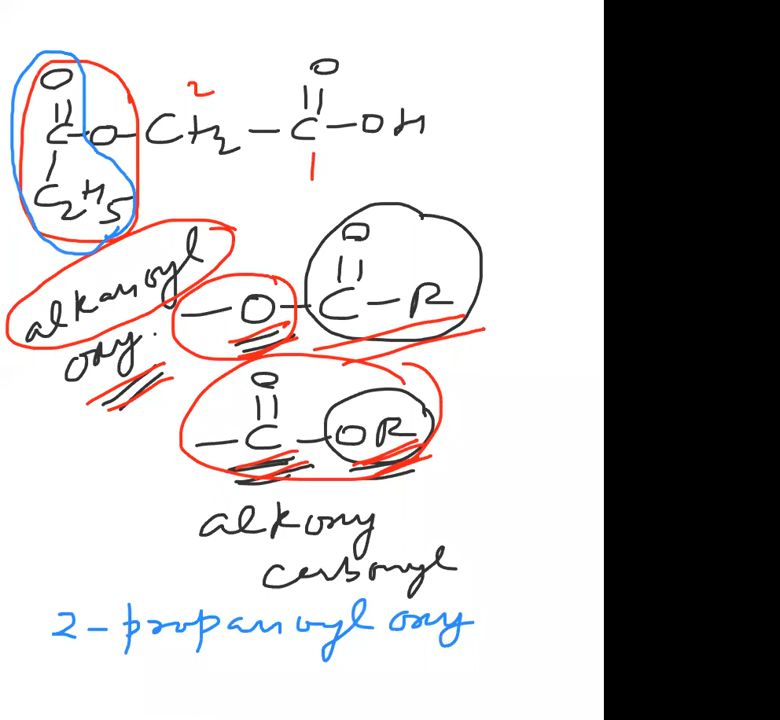 O O
|| 2 ||
C-O-CH2-C-OH
| 1
C2H5
O
||
-O-C-R
alkanoyl
oxy.
O
||
-C-OR
alkoxy
carbonyl
2-propanoyl oxy